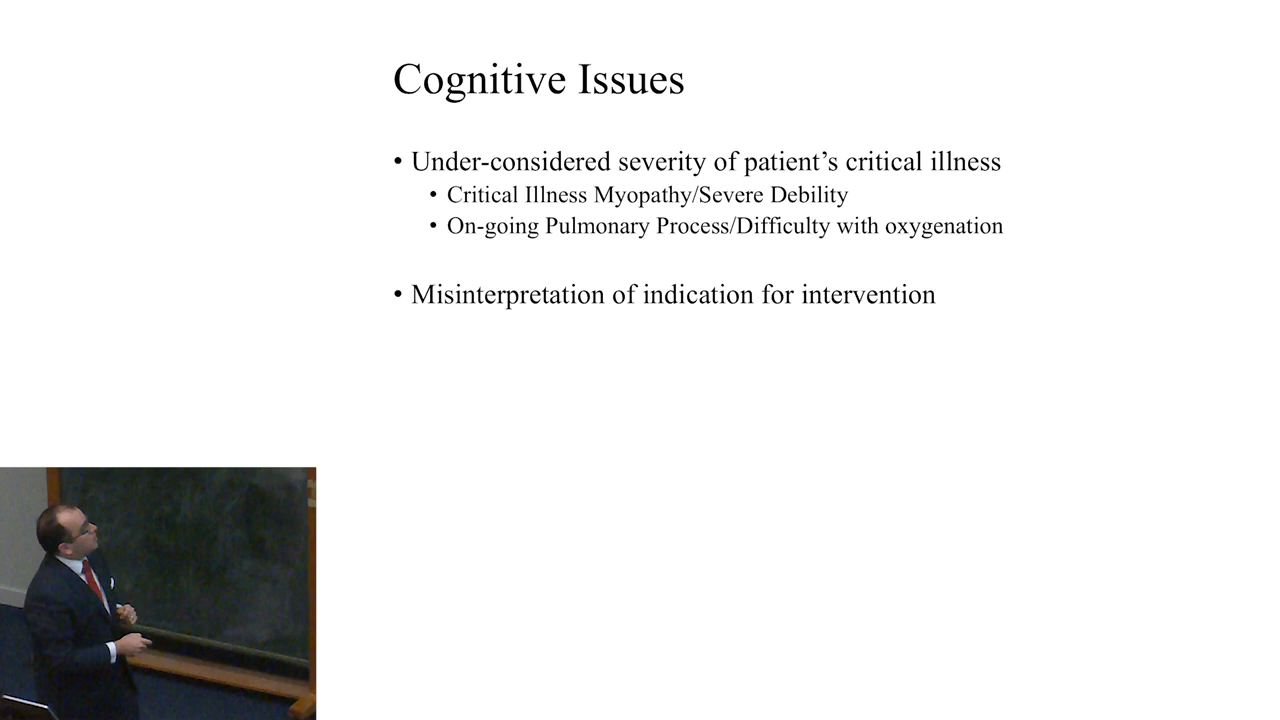 Cognitive Issues
• Under-considered severity of patient’s critical illness
• Critical Illness Myopathy/Severe Debility
• On-going Pulmonary Process/Difficulty with oxygenation
• Misinterpretation of indication for intervention